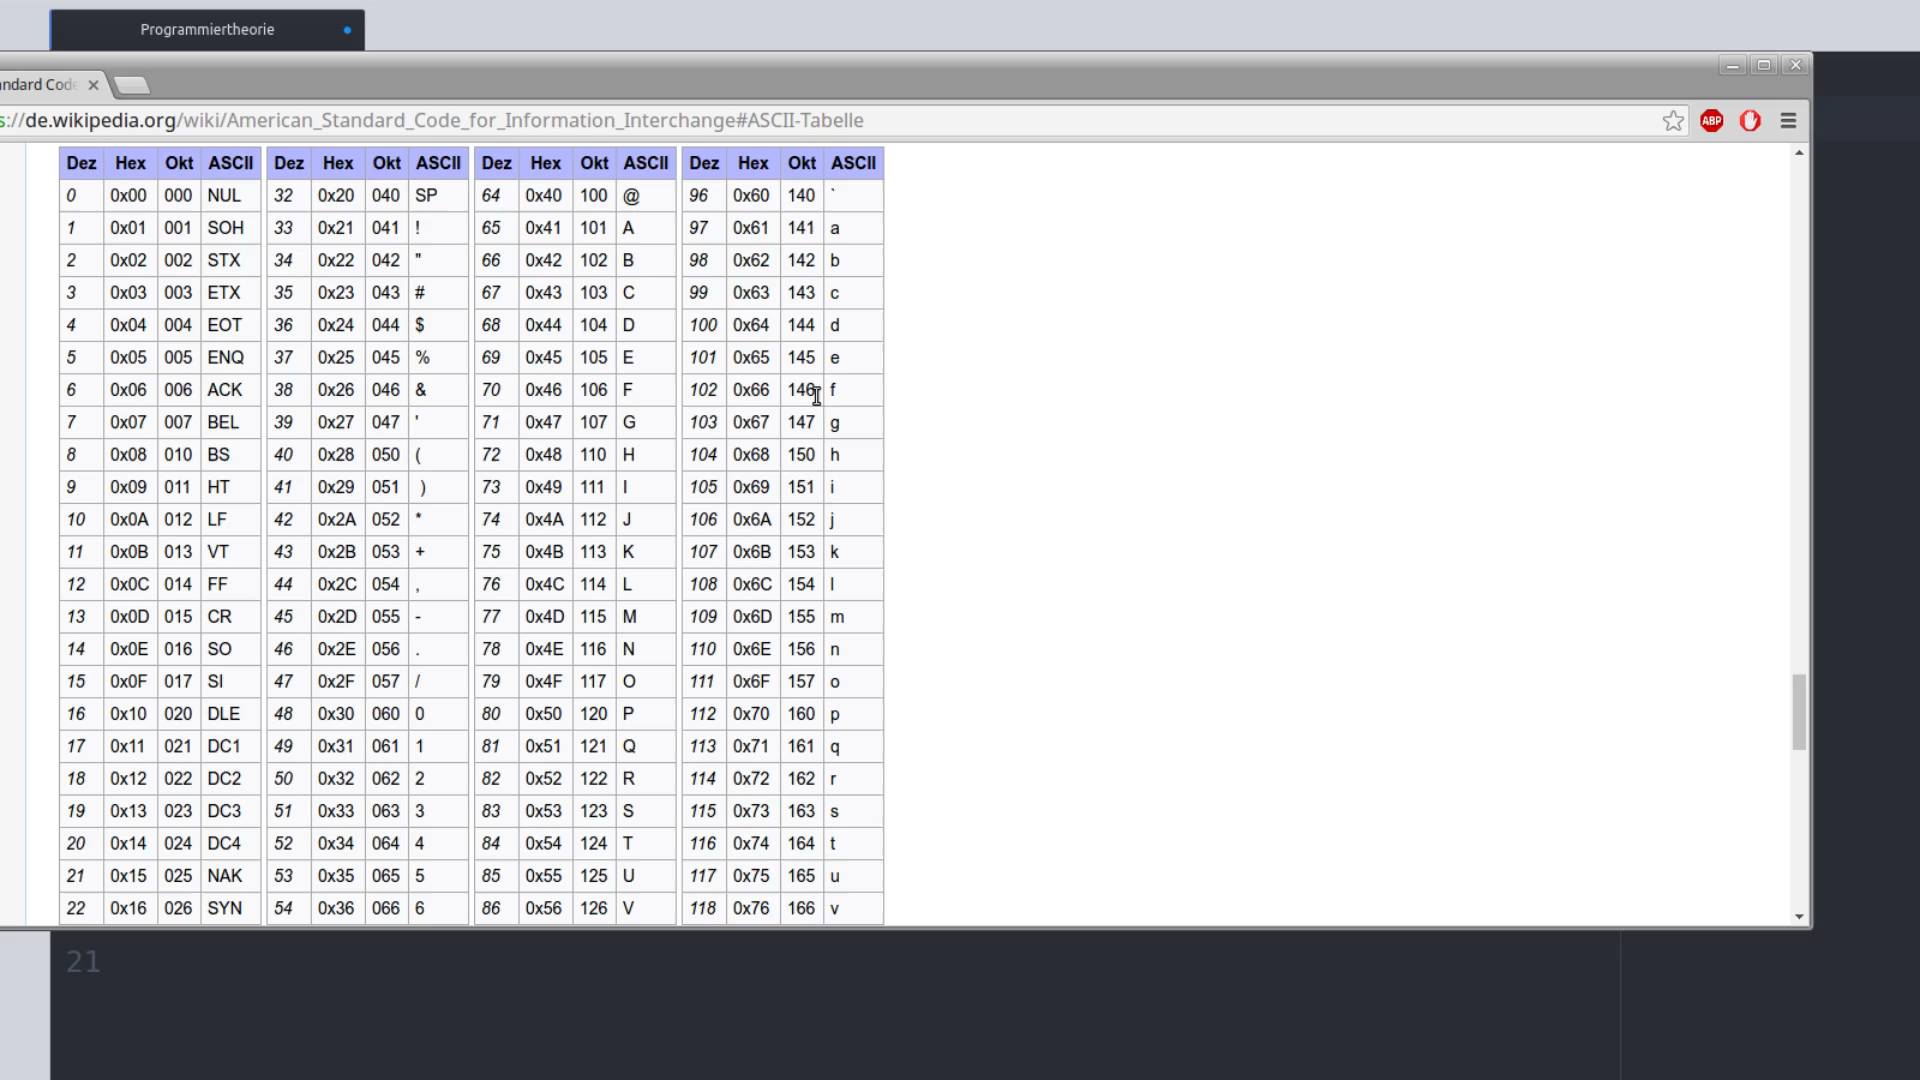 Programmiertheorie
andard Code
s://de.wikipedia.org/wiki/American_Standard_Code_for_Information_Interchange#ASCII-Tabelle
ABP
Dez Hex Okt ASCII Dez Hex Okt ASCII Dez Hex Okt ASCII Dez Hex Okt ASCII
0 0x00 000 NUL 32 0x20 040 SP 64 0x40 100 @ 96 0x60 140 `
1 0x01 001 SOH 33 0x21 041 ! 65 0x41 101 A 97 0x61 141 a
2 0x02 002 STX 34 0x22 042 " 66 0x42 102 B 98 0x62 142 b
3 0x03 003 ETX 35 0x23 043 # 67 0x43 103 C 99 0x63 143 c
4 0x04 004 EOT 36 0x24 044 $ 68 0x44 104 D 100 0x64 144 d
5 0x05 005 ENQ 37 0x25 045 % 69 0x45 105 E 101 0x65 145 e
6 0x06 006 ACK 38 0x26 046 & 70 0x46 106 F 102 0x66 146 f
7 0x07 007 BEL 39 0x27 047 ' 71 0x47 107 G 103 0x67 147 g
8 0x08 010 BS 40 0x28 050 ( 72 0x48 110 H 104 0x68 150 h
9 0x09 011 HT 41 0x29 051 ) 73 0x49 111 I 105 0x69 151 i
10 0x0A 012 LF 42 0x2A 052 * 74 0x4A 112 J 106 0x6A 152 j
11 0x0B 013 VT 43 0x2B 053 + 75 0x4B 113 K 107 0x6B 153 k
12 0x0C 014 FF 44 0x2C 054 , 76 0x4C 114 L 108 0x6C 154 l
13 0x0D 015 CR 45 0x2D 055 - 77 0x4D 115 M 109 0x6D 155 m
14 0x0E 016 SO 46 0x2E 056 . 78 0x4E 116 N 110 0x6E 156 n
15 0x0F 017 SI 47 0x2F 057 / 79 0x4F 117 O 111 0x6F 157 o
16 0x10 020 DLE 48 0x30 060 0 80 0x50 120 P 112 0x70 160 p
17 0x11 021 DC1 49 0x31 061 1 81 0x51 121 Q 113 0x71 161 q
18 0x12 022 DC2 50 0x32 062 2 82 0x52 122 R 114 0x72 162 r
19 0x13 023 DC3 51 0x33 063 3 83 0x53 123 S 115 0x73 163 s
20 0x14 024 DC4 52 0x34 064 4 84 0x54 124 T 116 0x74 164 t
21 0x15 025 NAK 53 0x35 065 5 85 0x55 125 U 117 0x75 165 u
22 0x16 026 SYN 54 0x36 066 6 86 0x56 126 V 118 0x76 166 v
21